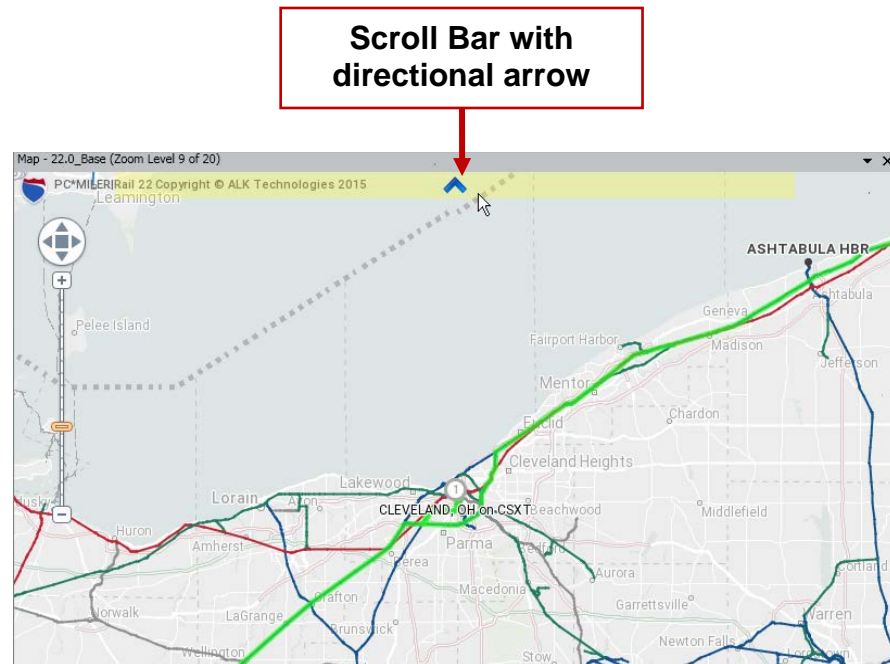 Scroll Bar with
directional arrow
Map - 22.0_Base (Zoom Level 9 of 20)
PC*MILER|Rail 22 Copyright © ALK Technologies 2015
Leamington
ASHTABULA HBR
Ashtabula
Geneva
Pelee Island
Fairport Harbor
Madison
Jefferson
Mentor
Chardon
Euclid
Cleveland Heights
Lakewood
1
Lorain
Avon
CLEVELAND, OH on CSXT
Beachwood
Middlefield
Huron
Amherst
Parma
Bedford
Berea
Aurora
Cortland
Macedonia
Grafton
Garrettsville
Norwalk
LaGrange
Warren
Brunswick
Newton Falls
Wellington
Stow